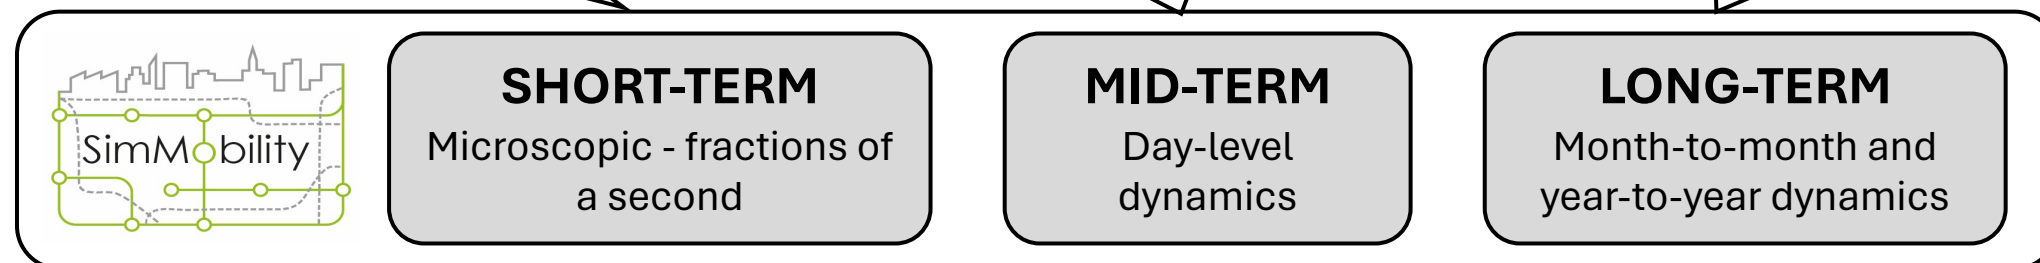 SimMobility
SHORT-TERM
Microscopic - fractions of
a second
MID-TERM
Day-level
dynamics
LONG-TERM
Month-to-month and
year-to-year dynamics